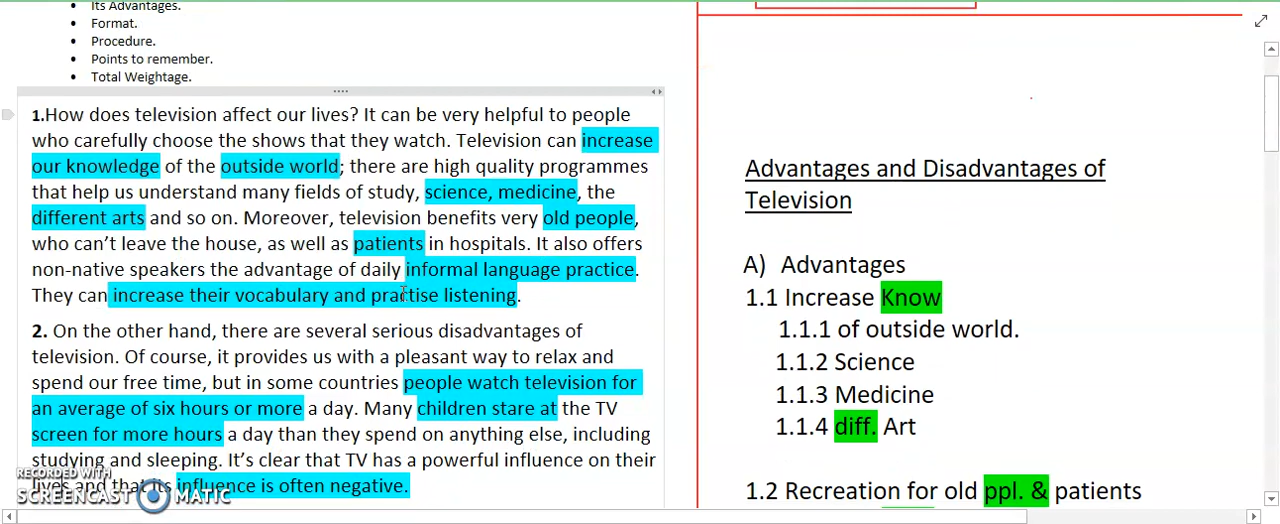 • Its Advantages.
• Format.
• Procedure.
• Points to remember.
• Total Weightage.
1.How does television affect our lives? It can be very helpful to people
who carefully choose the shows that they watch. Television can increase
our knowledge of the outside world; there are high quality programmes
that help us understand many fields of study, science, medicine, the
different arts and so on. Moreover, television benefits very old people,
who can't leave the house, as well as patients in hospitals. It also offers
non-native speakers the advantage of daily informal language practice.
They can increase their vocabulary and practise listening.
2. On the other hand, there are several serious disadvantages of
television. Of course, it provides us with a pleasant way to relax and
spend our free time, but in some countries people watch television for
an average of six hours or more a day. Many children stare at the TV
screen for more hours a day than they spend on anything else, including
studying and sleeping. It's clear that TV has a powerful influence on their
lives and that its influence is often negative.
RECORDED WITH
SCREENCAST MATIC
Advantages and Disadvantages of
Television
A) Advantages
1.1 Increase Know
1.1.1 of outside world.
1.1.2 Science
1.1.3 Medicine
1.1.4 diff. Art
1.2 Recreation for old ppl. & patients